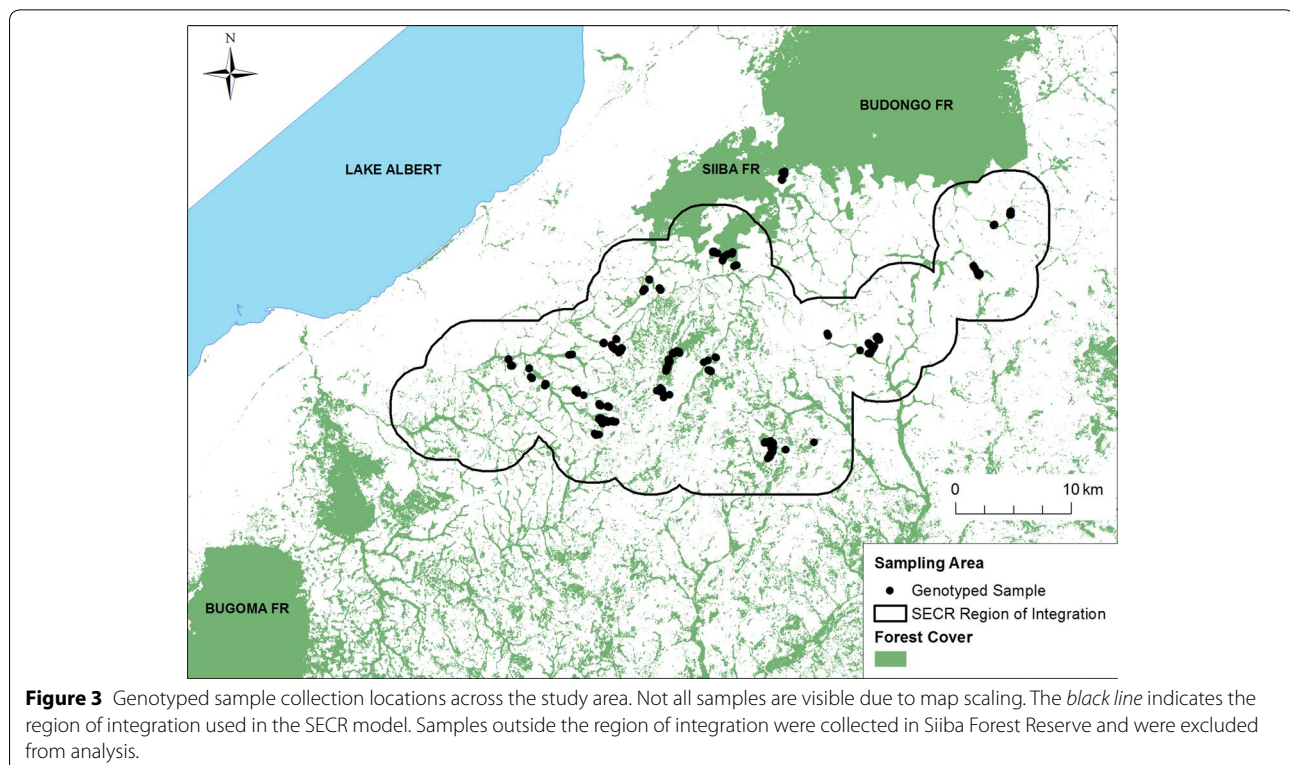 N
BUDONGO FR
LAKE ALBERT
SIIBA FR
0 10 km
BUGOMA FR
Sampling Area
Genotyped Sample
SECR Region of Integration
Forest Cover
Figure 3 Genotyped sample collection locations across the study area. Not all samples are visible due to map scaling. The black line indicates the
region of integration used in the SECR model. Samples outside the region of integration were collected in Siiba Forest Reserve and were excluded
from analysis.